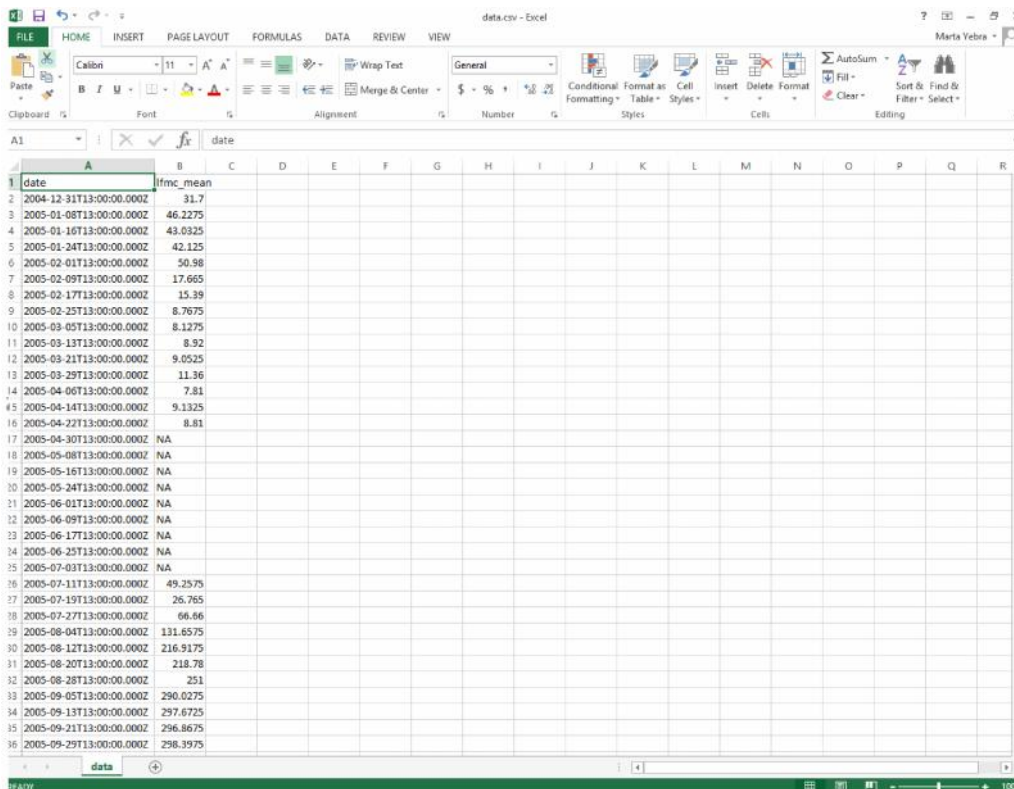 data.csv - Excel
FILE HOME INSERT PAGE LAYOUT FORMULAS DATA REVIEW VIEW Marta Yebra
Calibri 11 Wrap Text General AutoSum
Paste Merge & Center Fill Clear
Conditional Formatting Format as Table Cell Styles Insert Delete Format Sort & Filter Find & Select
Clipboard Font Alignment Number Styles Cells Editing
A1 fx date
A B C D E F G H I J K L M N O P Q R
1 date lfmc_mean
2 2004-12-31T13:00:00.000Z 31.7
3 2005-01-08T13:00:00.000Z 46.2275
4 2005-01-16T13:00:00.000Z 43.0325
5 2005-01-24T13:00:00.000Z 42.125
6 2005-02-01T13:00:00.000Z 50.98
7 2005-02-09T13:00:00.000Z 17.665
8 2005-02-17T13:00:00.000Z 15.39
9 2005-02-25T13:00:00.000Z 8.7675
10 2005-03-05T13:00:00.000Z 8.1275
11 2005-03-13T13:00:00.000Z 8.92
12 2005-03-21T13:00:00.000Z 9.0525
13 2005-03-29T13:00:00.000Z 11.36
14 2005-04-06T13:00:00.000Z 7.81
15 2005-04-14T13:00:00.000Z 9.1325
16 2005-04-22T13:00:00.000Z 8.81
17 2005-04-30T13:00:00.000Z NA
18 2005-05-08T13:00:00.000Z NA
19 2005-05-16T13:00:00.000Z NA
20 2005-05-24T13:00:00.000Z NA
21 2005-06-01T13:00:00.000Z NA
22 2005-06-09T13:00:00.000Z NA
23 2005-06-17T13:00:00.000Z NA
24 2005-06-25T13:00:00.000Z NA
25 2005-07-03T13:00:00.000Z NA
26 2005-07-11T13:00:00.000Z 49.2575
27 2005-07-19T13:00:00.000Z 26.765
28 2005-07-27T13:00:00.000Z 66.66
29 2005-08-04T13:00:00.000Z 131.6575
30 2005-08-12T13:00:00.000Z 216.9175
31 2005-08-20T13:00:00.000Z 218.78
32 2005-08-28T13:00:00.000Z 251
33 2005-09-05T13:00:00.000Z 290.0275
34 2005-09-13T13:00:00.000Z 297.6725
35 2005-09-21T13:00:00.000Z 296.8675
36 2005-09-29T13:00:00.000Z 298.3975
data
READY 100